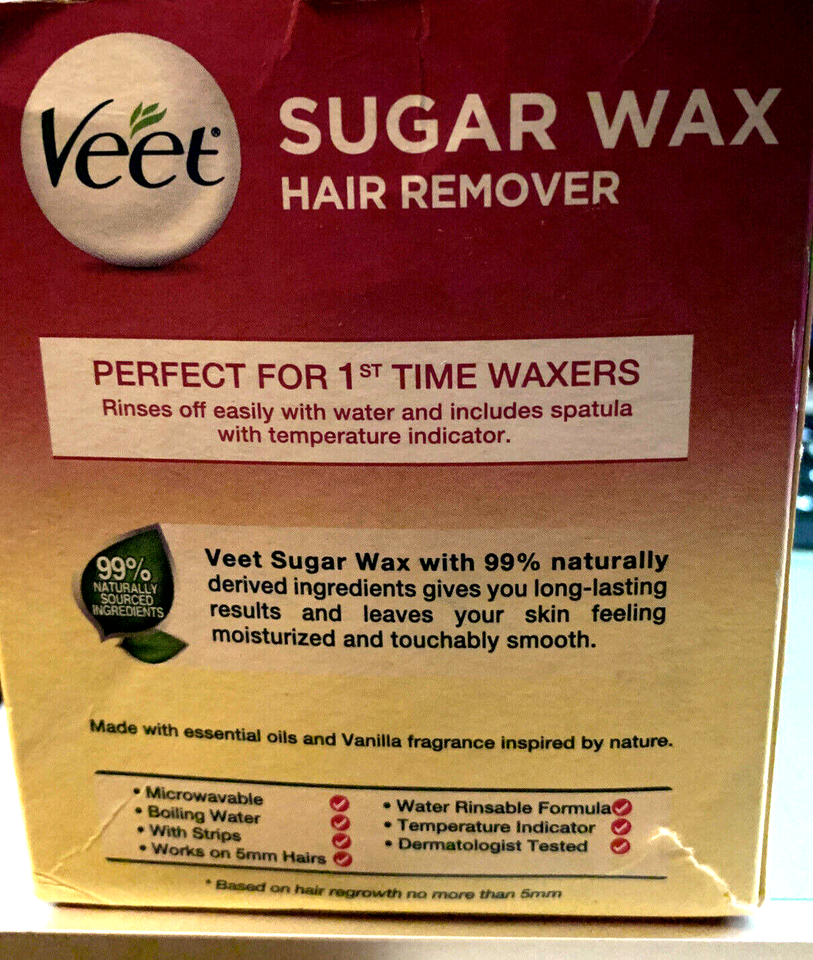 Veet®
SUGAR WAX
HAIR REMOVER
PERFECT FOR 1ST TIME WAXERS
Rinses off easily with water and includes spatula
with temperature indicator.
99%
NATURALLY
SOURCED
INGREDIENTS
Veet Sugar Wax with 99% naturally
derived ingredients gives you long-lasting
results and leaves your skin feeling
moisturized and touchably smooth.
Made with essential oils and Vanilla fragrance inspired by nature.
• Microwavable
• Boiling Water
• With Strips
• Works on 5mm Hairs
• Water Rinsable Formula
• Temperature Indicator
• Dermatologist Tested
* Based on hair regrowth no more than 5mm